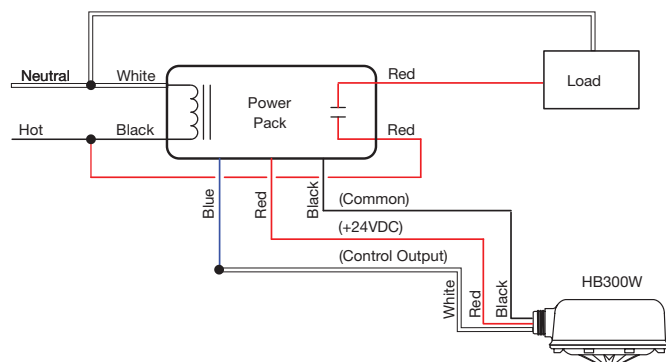 Neutral
White
Red
Load
Power
Pack
Hot
Black
Red
Blue
Red
Black
(Common)
(+24VDC)
(Control Output)
White
Red
Black
HB300W